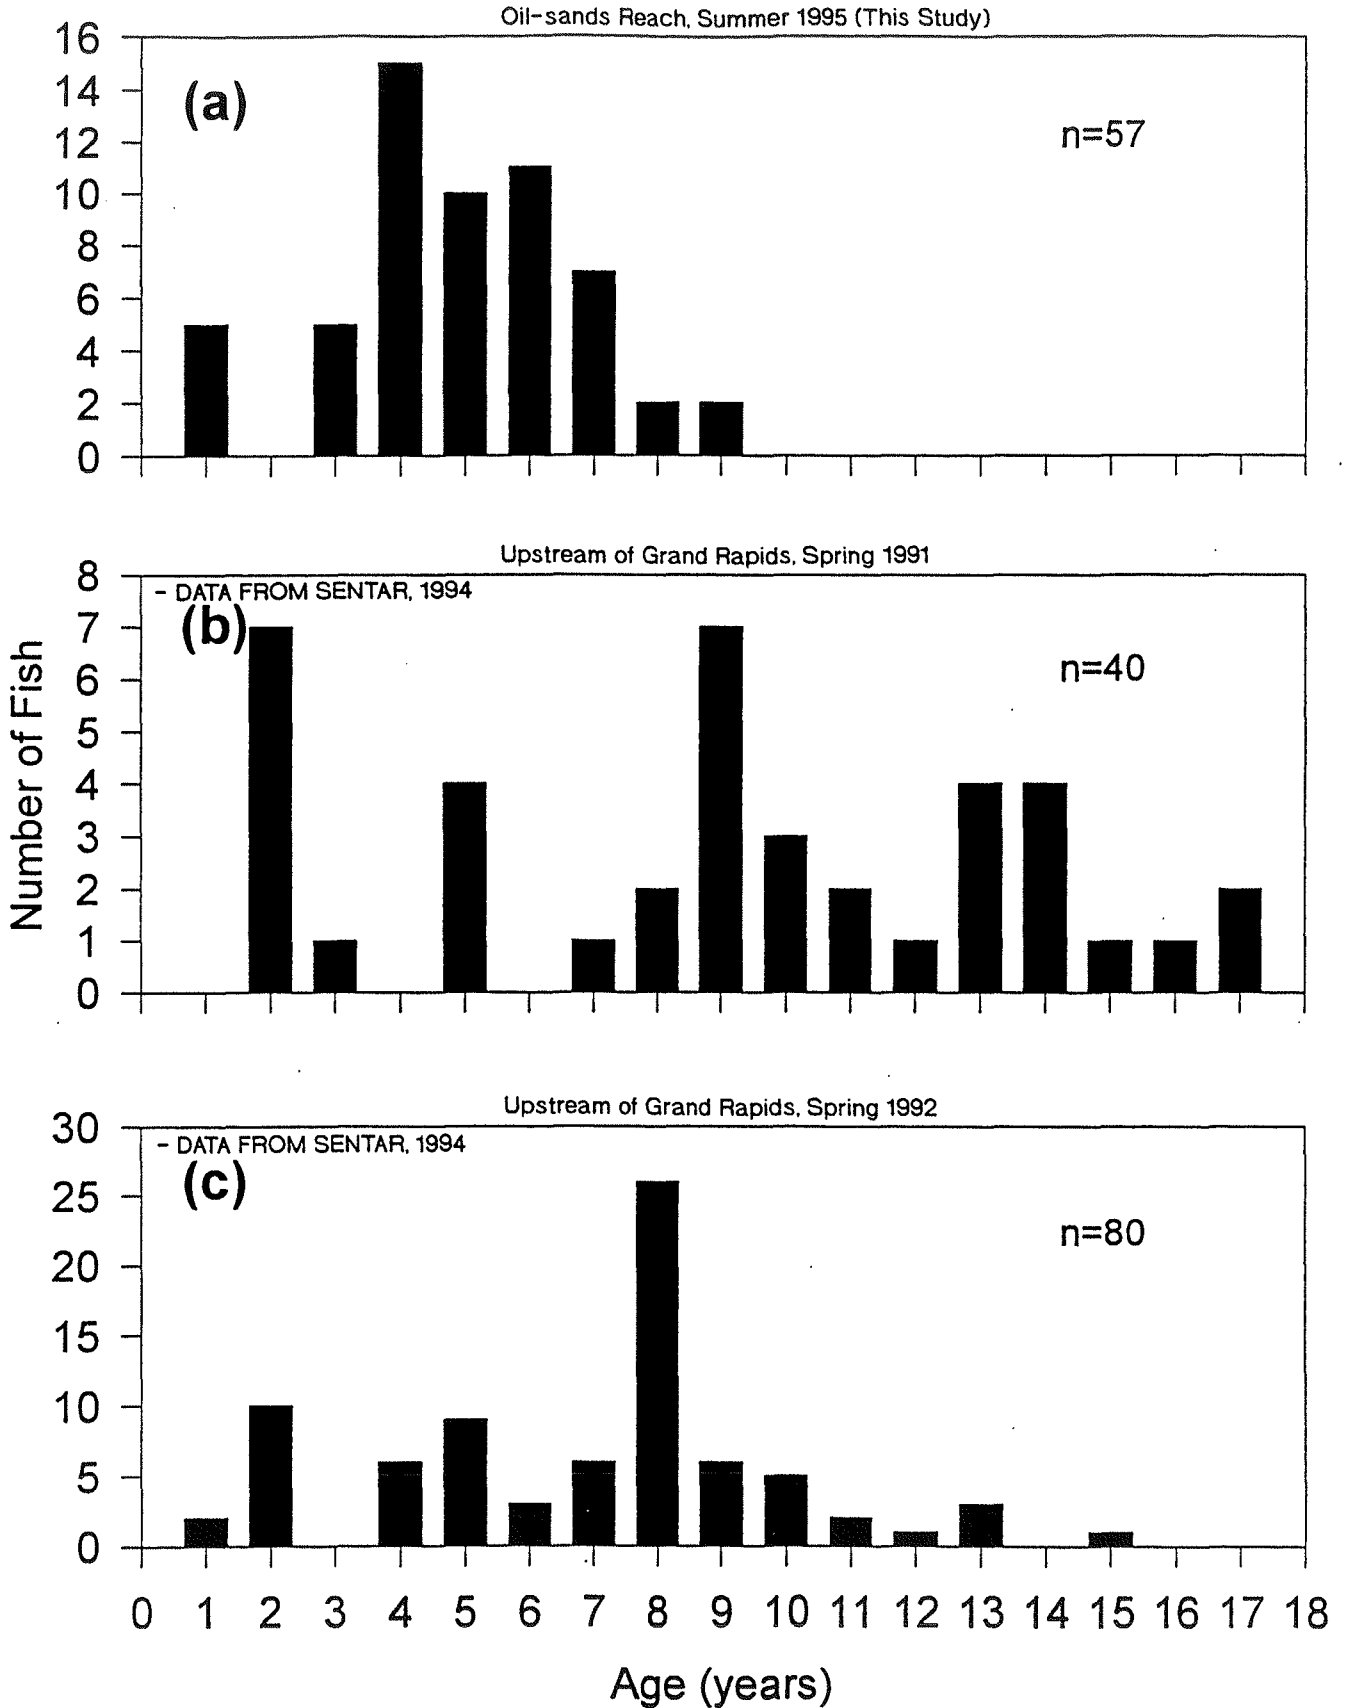 Oil-sands Reach, Summer 1995 (This Study)
16
14
12
10
8
6
4
2
0
(a)
n=57
Number of Fish
Upstream of Grand Rapids, Spring 1991
8
7
6
5
4
3
2
1
0
- DATA FROM SENTAR, 1994
(b)
n=40
Upstream of Grand Rapids, Spring 1992
30
25
20
15
10
5
0
- DATA FROM SENTAR, 1994
(c)
n=80
0 1 2 3 4 5 6 7 8 9 10 11 12 13 14 15 16 17 18
Age (years)